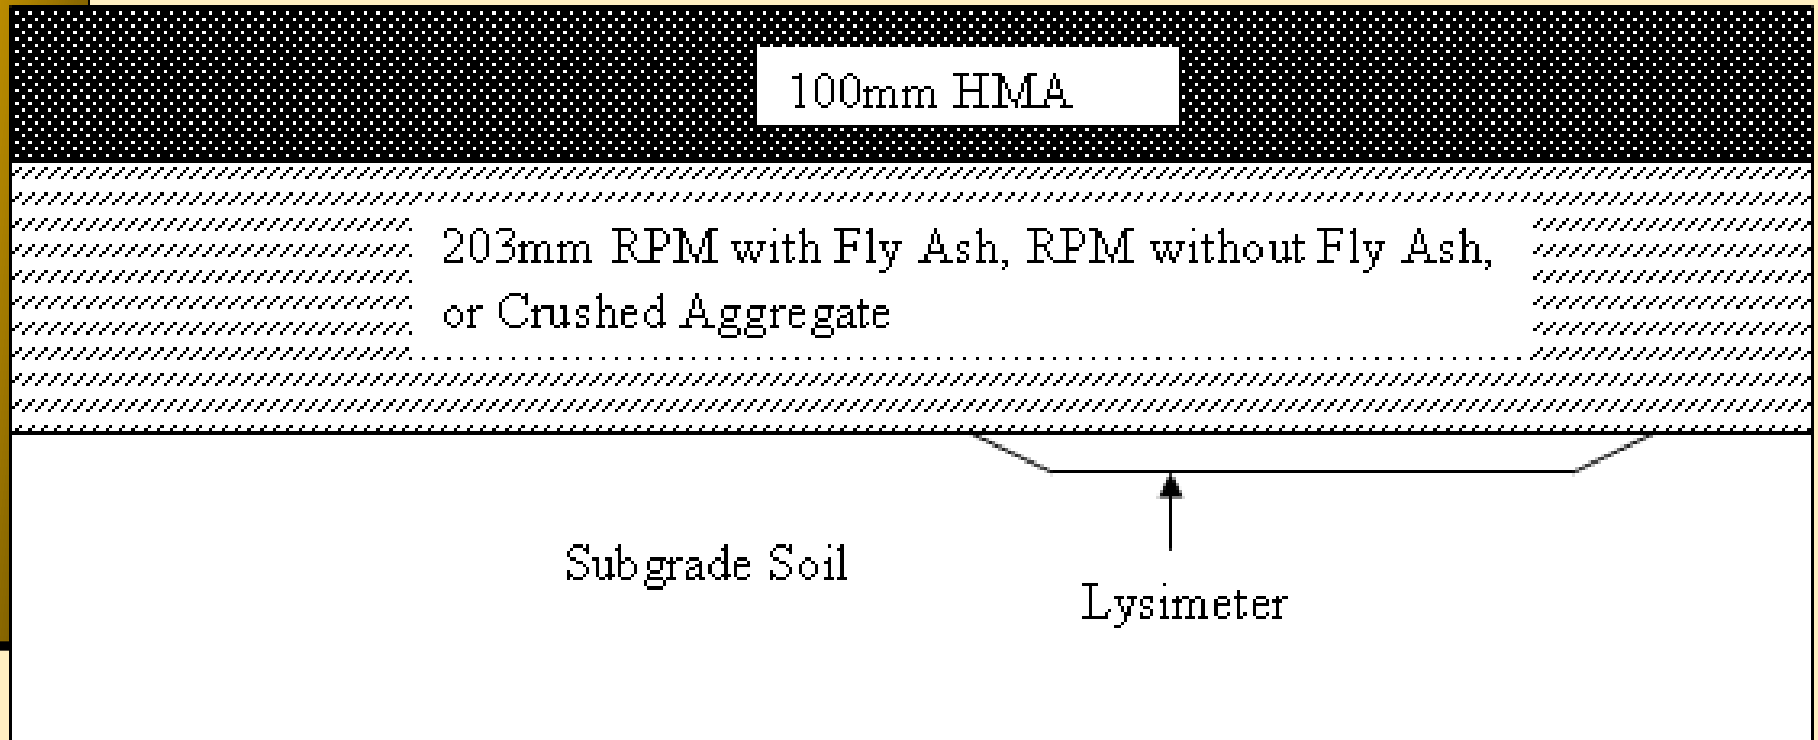 100mm HMA
203mm RPM with Fly Ash, RPM without Fly Ash,
or Crushed Aggregate
Subgrade Soil
Lysimeter